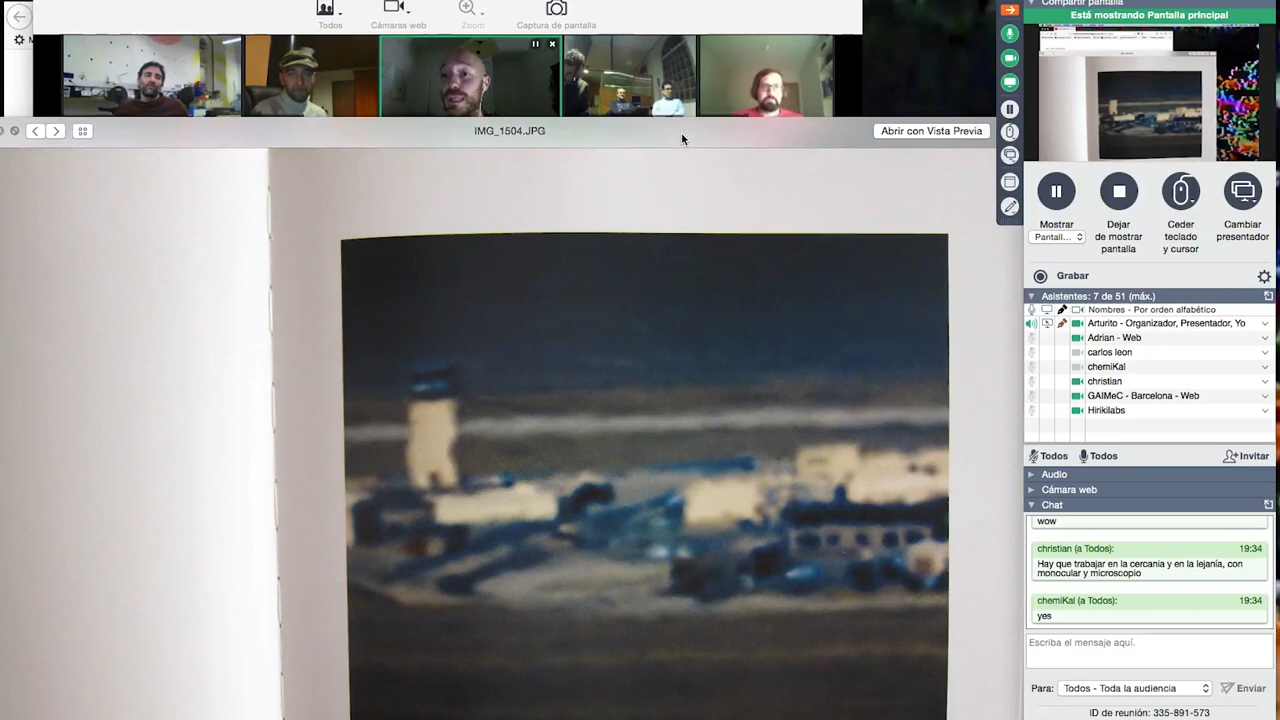 Compartir pantalla
Está mostrando Pantalla principal
Todos
Cámaras web
Zoom
Captura de pantalla
IMG_1504.JPG
Abrir con Vista Previa
Mostrar
Pantall...
Dejar
de mostrar
pantalla
Ceder
teclado
y cursor
Cambiar
presentador
Grabar
Asistentes: 7 de 51 (máx.)
Nombres - Por orden alfabético
Arturito - Organizador, Presentador, Yo
Adrian - Web
carlos leon
chemiKal
christian
GAIMeC - Barcelona - Web
Hirikilabs
Todos
Todos
Invitar
Audio
Cámara web
Chat
wow
christian (a Todos): 19:34
Hay que trabajar en la cercania y en la lejanía, con
monocular y microscopio
chemiKal (a Todos): 19:34
yes
Escriba el mensaje aquí.
Para: Todos - Toda la audiencia
Enviar
ID de reunión: 335-891-573